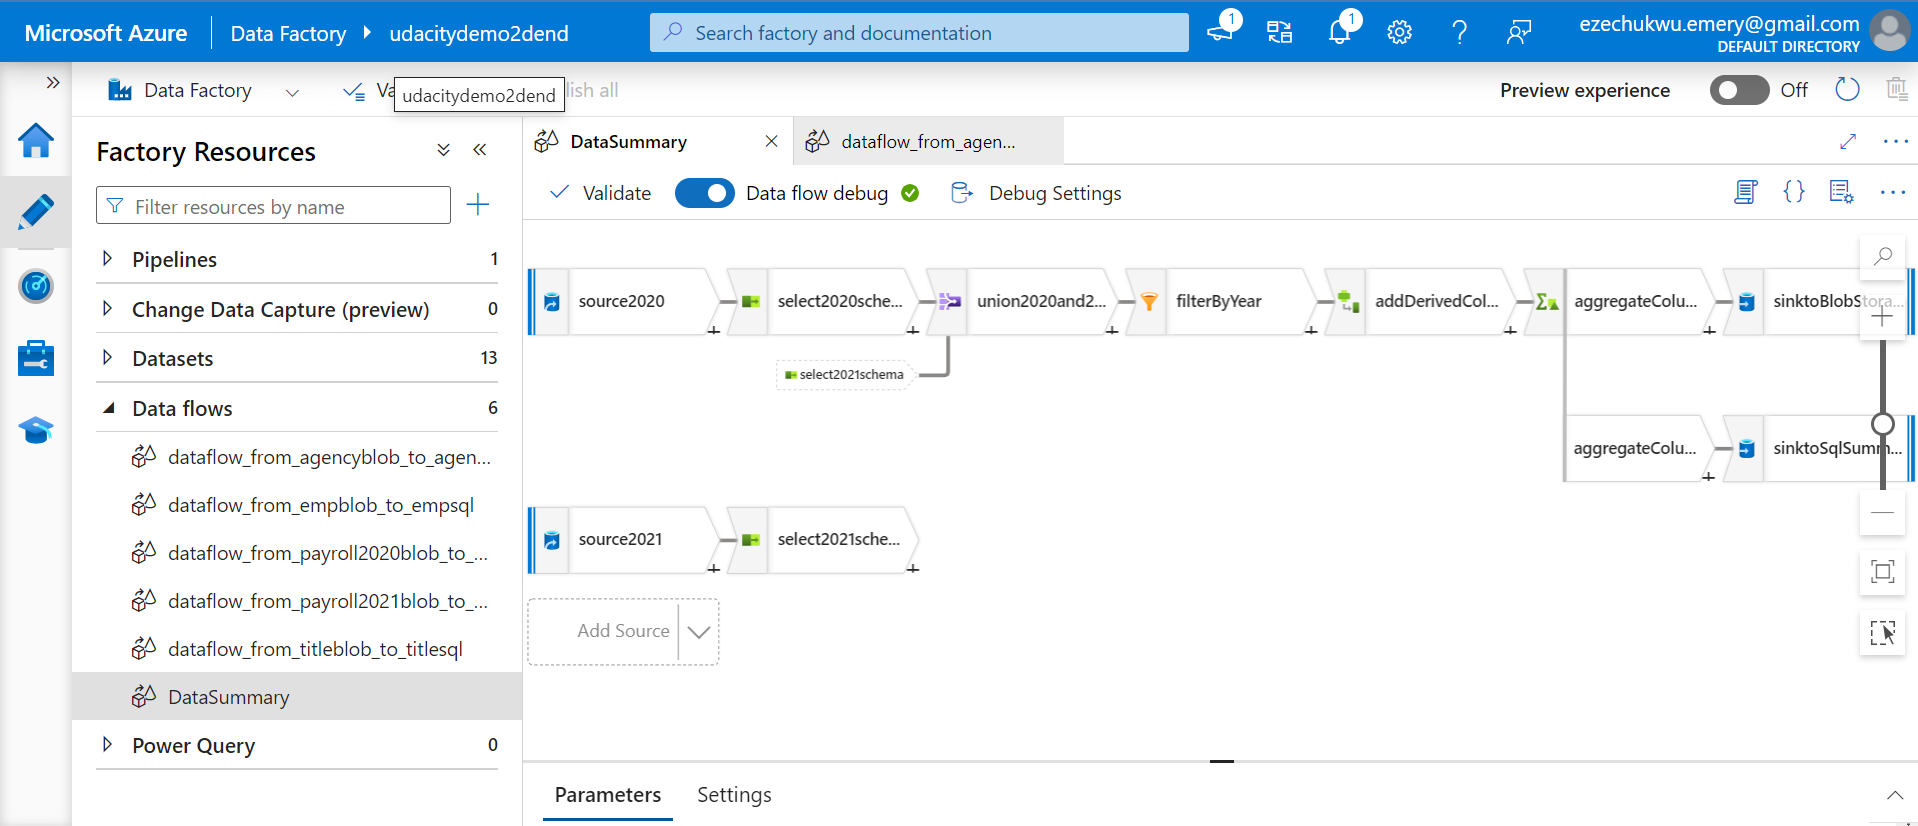 Microsoft Azure
Data Factory
udacitydemo2dend
Search factory and documentation
1
1
ezechukwu.emery@gmail.com
DEFAULT DIRECTORY
Data Factory
Va
udacitydemo2dend
lish all
Preview experience
Off
Factory Resources
Filter resources by name
Pipelines
1
Change Data Capture (preview)
0
Datasets
13
Data flows
6
dataflow_from_agencyblob_to_agen...
dataflow_from_empblob_to_empsql
dataflow_from_payroll2020blob_to_...
dataflow_from_payroll2021blob_to_...
dataflow_from_titleblob_to_titlesql
DataSummary
Power Query
0
DataSummary
dataflow_from_agen...
Validate
Data flow debug
Debug Settings
source2020
select2020sche...
union2020and2...
filterByYear
addDerivedCol...
aggregateColu...
sinktoBlobStora...
select2021schema
aggregateColu...
sinktoSqlSumm...
source2021
select2021sche...
Add Source
Parameters
Settings